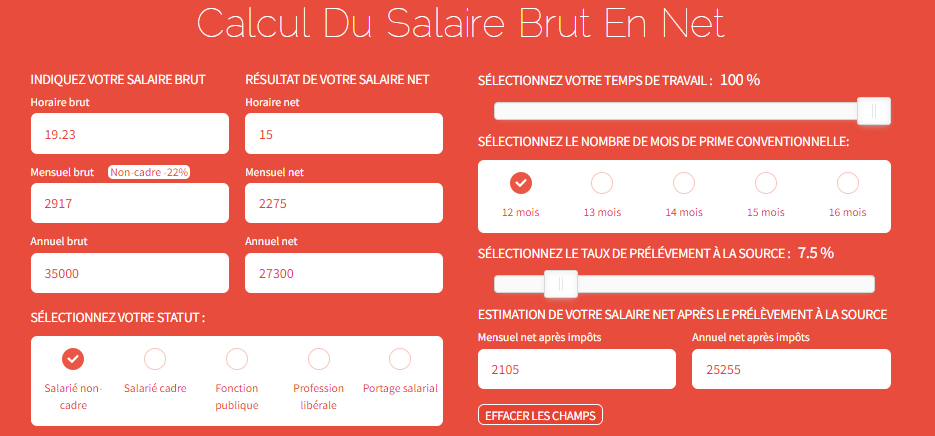 Calcul Du Salaire Brut En Net
INDIQUEZ VOTRE SALAIRE BRUT
Horaire brut
19.23
Mensuel brut Non-cadre -22%
2917
Annuel brut
35000
RÉSULTAT DE VOTRE SALAIRE NET
Horaire net
15
Mensuel net
2275
Annuel net
27300
SÉLECTIONNEZ VOTRE STATUT :
Salarié non-
cadre
Salarié cadre
Fonction
publique
Profession
libérale
Portage salarial
SÉLECTIONNEZ VOTRE TEMPS DE TRAVAIL : 100 %
SÉLECTIONNEZ LE NOMBRE DE MOIS DE PRIME CONVENTIONNELLE:
12 mois 13 mois 14 mois 15 mois 16 mois
SÉLECTIONNEZ LE TAUX DE PRÉLÉVEMENT À LA SOURCE : 7.5 %
ESTIMATION DE VOTRE SALAIRE NET APRÈS LE PRÉLÈVEMENT À LA SOURCE
Mensuel net après impôts
2105
Annuel net après impôts
25255
EFFACER LES CHAMPS